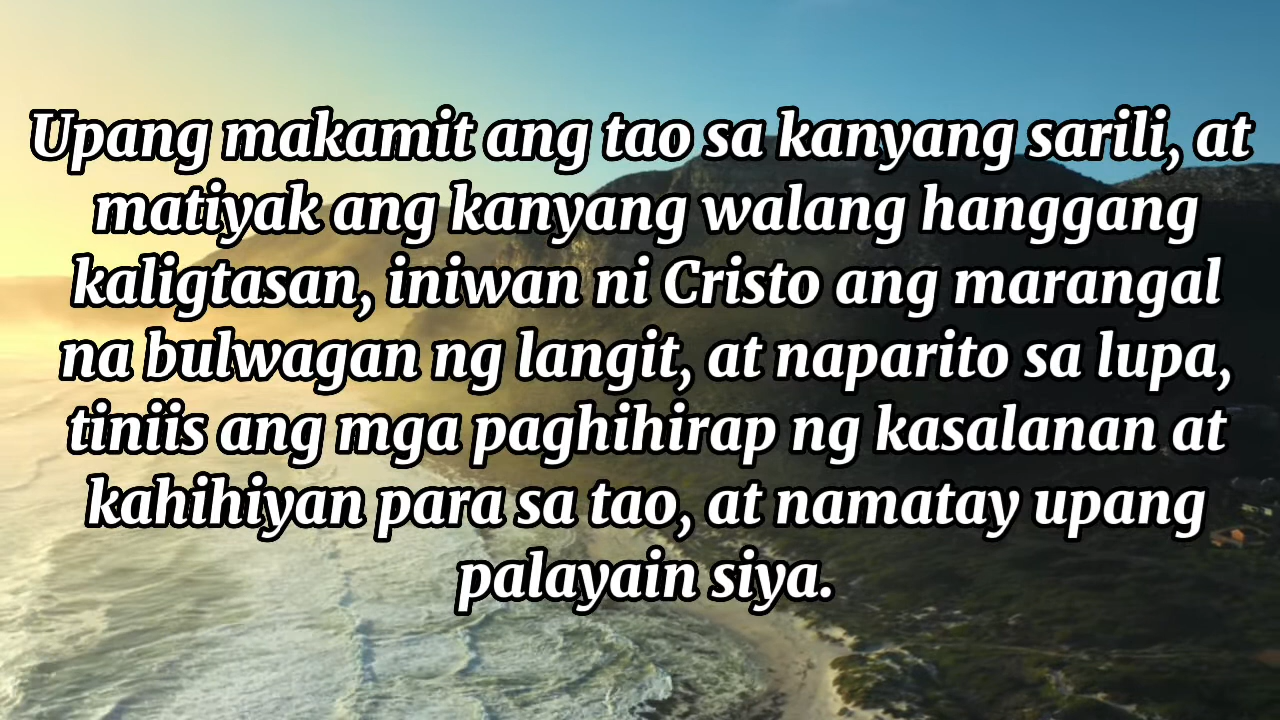 Upang makamit ang tao sa kanyang sarili, at
matiyak ang kanyang walang hanggang
kaligtasan, iniwan ni Cristo ang marangal
na bulwagan ng langit, at naparito sa lupa,
tiniis ang mga paghihirap ng kasalanan at
kahihiyan para sa tao, at namatay upang
palayain siya.